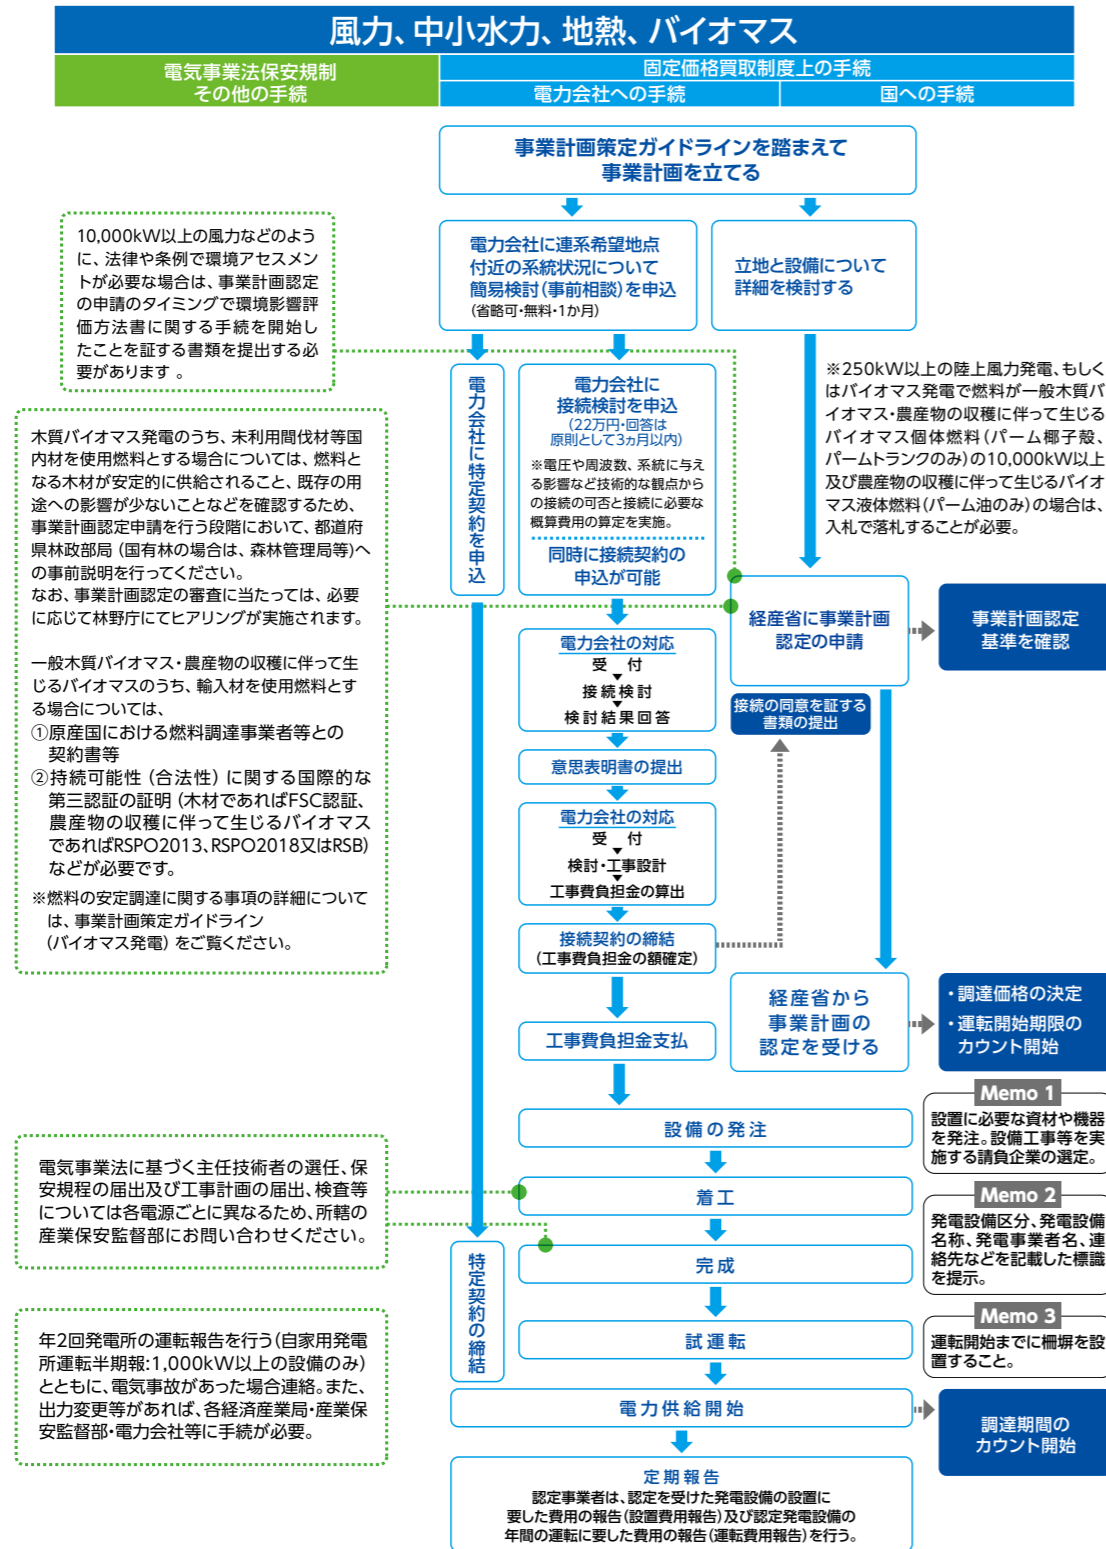 風力、中小水力、地熱、バイオマス
電気事業法保安規制
その他の手続
固定価格買取制度上の手続
電力会社への手続
国への手続
事業計画策定ガイドラインを踏まえて
事業計画を立てる
10,000kW以上の風力などのよう
に、法律や条例で環境アセスメン
トが必要な場合は、事業計画認定
の申請のタイミングで環境影響評
価方法書に関する手続を開始し
たことを証する書類を提出する必
要があります 。
電力会社に連系希望地点
付近の系統状況について
簡易検討(事前相談)を申込
(省略可・無料・1か月)
立地と設備について
詳細を検討する
電力会社に特定契約を申込
電力会社に
接続検討を申込
(22万円・回答は
原則として3ヵ月以内)
※電圧や周波数、系統に与え
る影響など技術的な観点から
の接続の可否と接続に必要な
概算費用の算定を実施。
同時に接続契約の
申込が可能
※250kW以上の陸上風力発電、もしく
はバイオマス発電で燃料が一般木質バ
イオマス・農産物の収穫に伴って生じる
バイオマス個体燃料(パーム椰子殻、
パームトランクのみ)の10,000kW以上
及び農産物の収穫に伴って生じるバイオ
マス液体燃料(パーム油のみ)の場合は、
入札で落札することが必要。
木質バイオマス発電のうち、未利用間伐材等国
内材を使用燃料とする場合については、燃料と
なる木材が安定的に供給されること、既存の用
途への影響が少ないことなどを確認するため、
事業計画認定申請を行う段階において、都道府
県林政部局 (国有林の場合は、森林管理局等)へ
の事前説明を行ってください。
なお、事業計画認定の審査に当たっては、必要
に応じて林野庁にてヒアリングが実施されます。
一般木質バイオマス・農産物の収穫に伴って生
じるバイオマスのうち、輸入材を使用燃料とす
る場合については、
①原産国における燃料調達事業者等との
契約書等
②持続可能性 (合法性) に関する国際的な
第三認証の証明 (木材であればFSC認証、
農産物の収穫に伴って生じるバイオマス
であればRSPO2013、RSPO2018又はRSB)
などが必要です。
※燃料の安定調達に関する事項の詳細について
は、事業計画策定ガイドライン
(バイオマス発電) をご覧ください。
経産省に事業計画
認定の申請
事業計画認定
基準を確認
電力会社の対応
受 付
接続検討
検討結果回答
接続の同意を証する
書類の提出
意思表明書の提出
電力会社の対応
受 付
検討・工事設計
工事費負担金の算出
接続契約の締結
(工事費負担金の額確定)
経産省から
事業計画の
認定を受ける
・調達価格の決定
・運転開始期限の
カウント開始
工事費負担金支払
設備の発注
Memo 1
設置に必要な資材や機器
を発注。設備工事等を実
施する請負企業の選定。
電気事業法に基づく主任技術者の選任、保
安規程の届出及び工事計画の届出、検査等
については各電源ごとに異なるため、所轄の
産業保安監督部にお問い合わせください。
着工
Memo 2
発電設備区分、発電設備
名称、発電事業者名、連
絡先などを記載した標識
を提示。
特定契約の締結
完成
試運転
Memo 3
運転開始までに柵塀を設
置すること。
年2回発電所の運転報告を行う(自家用発電
所運転半期報:1,000kW以上の設備のみ)
とともに、電気事故があった場合連絡。また、
出力変更等があれば、各経済産業局・産業保
安監督部・電力会社等に手続が必要。
電力供給開始
調達期間の
カウント開始
定期報告
認定事業者は、認定を受けた発電設備の設置に
要した費用の報告(設置費用報告)及び認定発電設備の
年間の運転に要した費用の報告(運転費用報告)を行う。